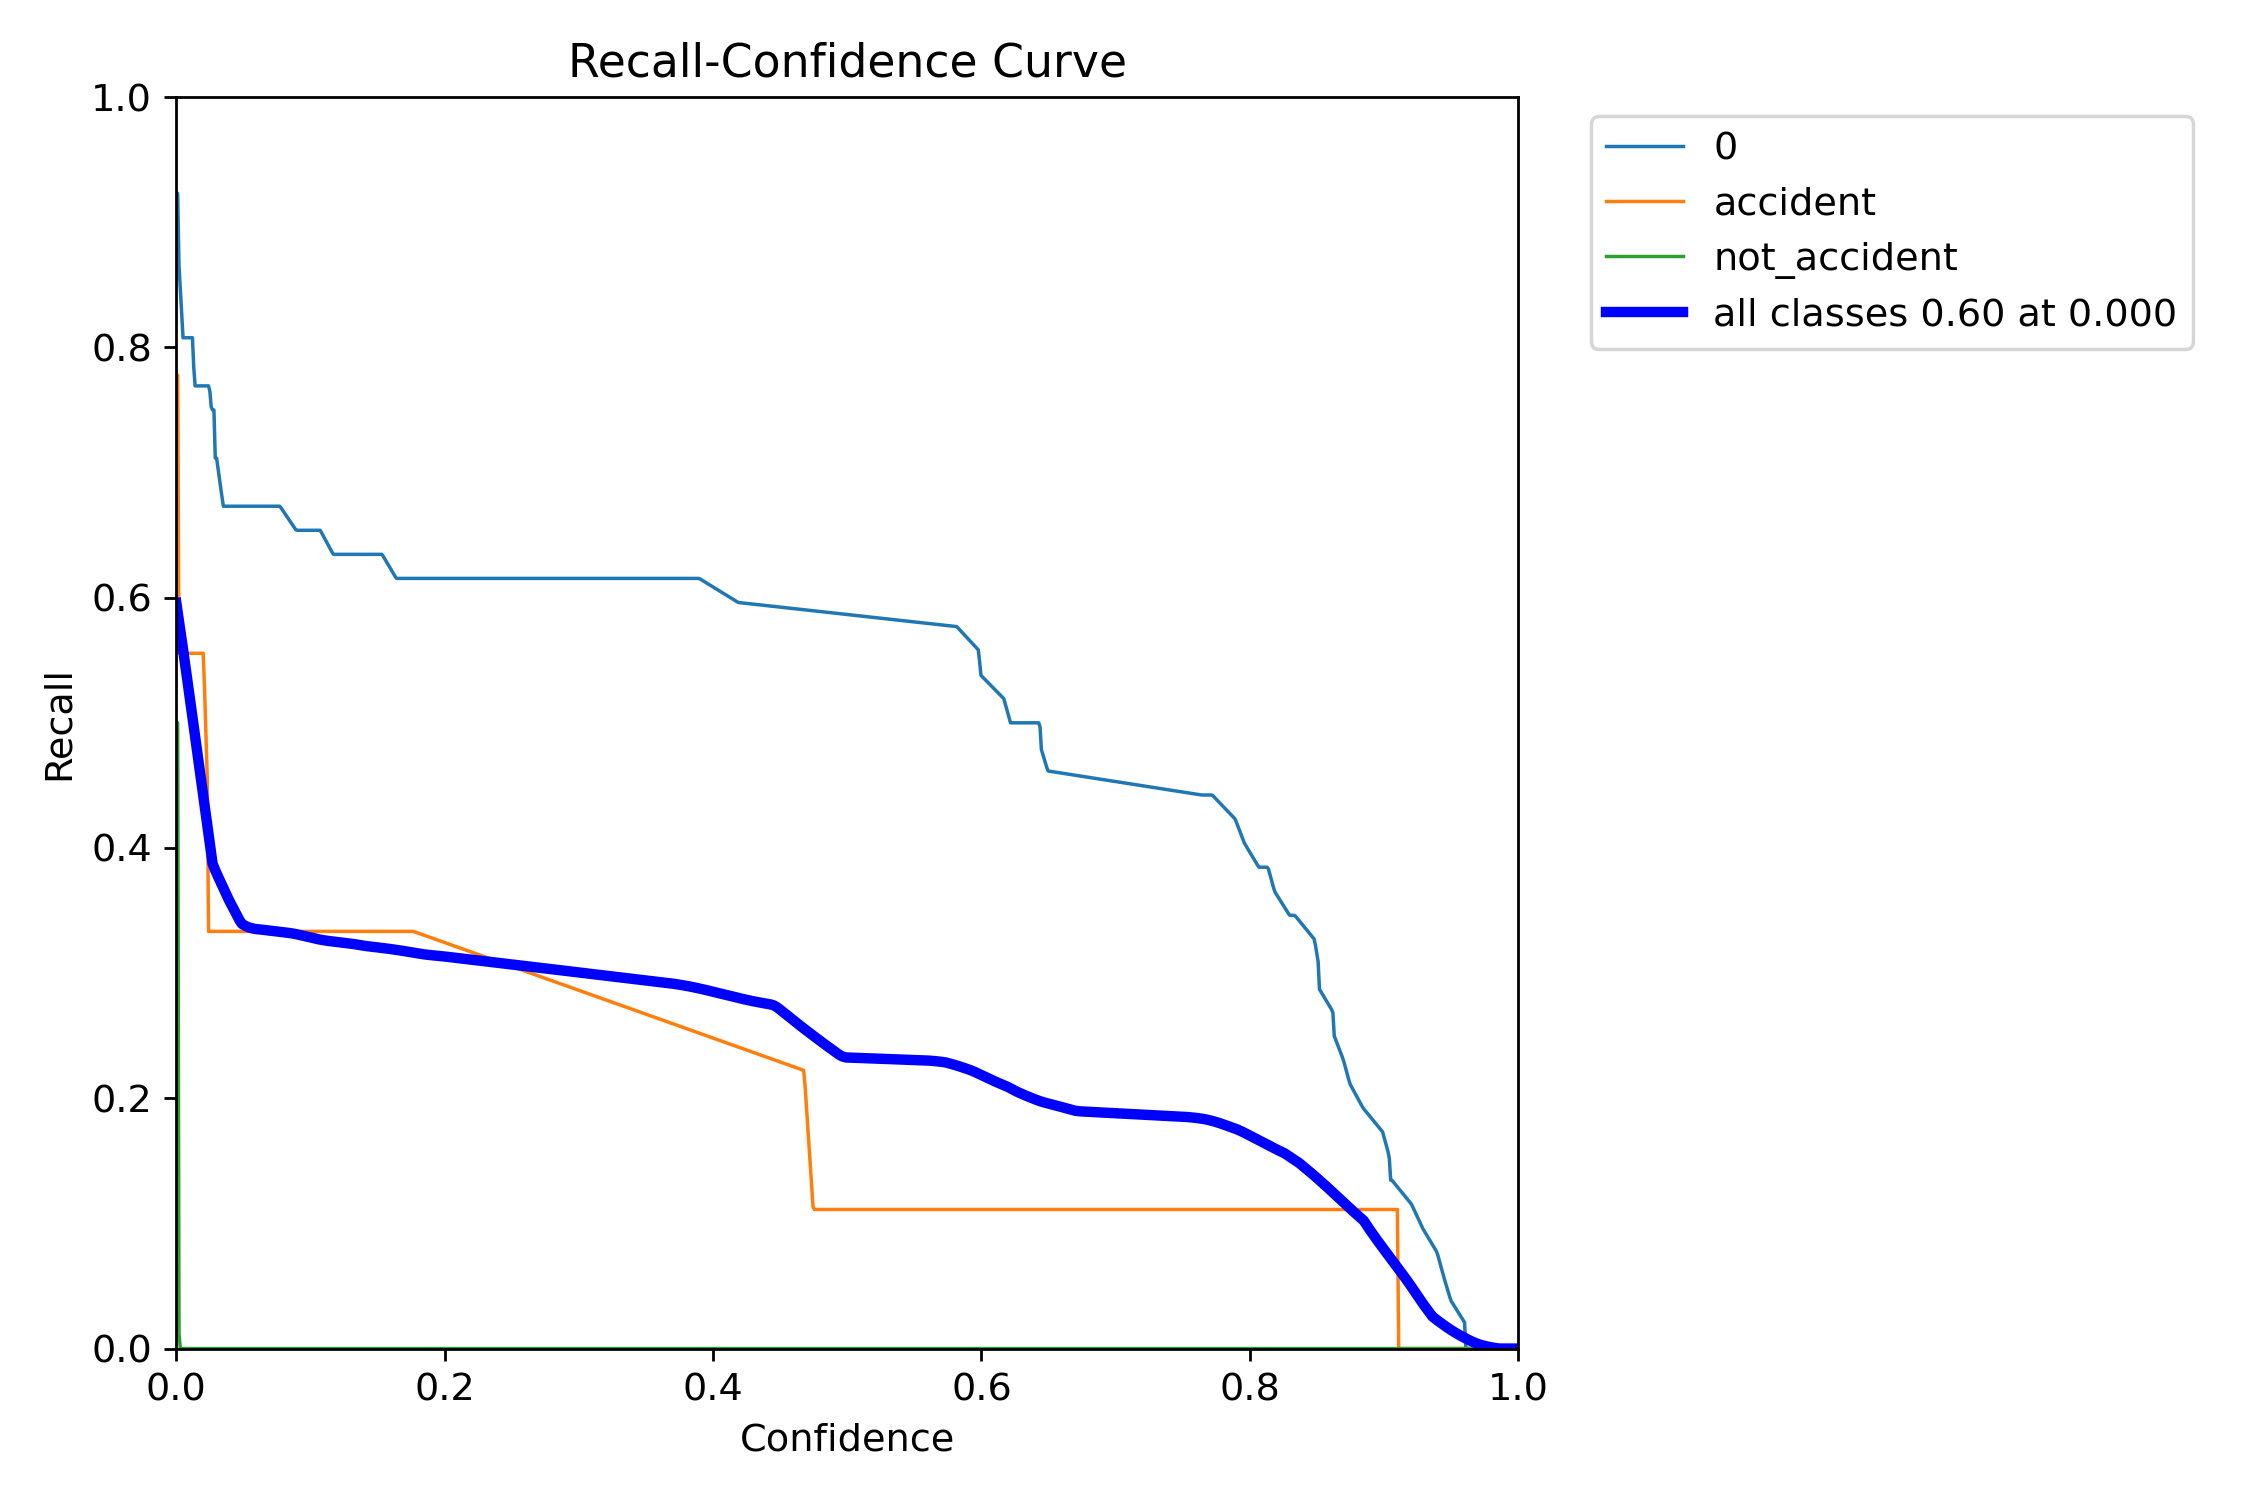 Recall-Confidence Curve
1.0
0.8
0.6
0.4
0.2
0.0
Recall
0.0 0.2 0.4 0.6 0.8 1.0
Confidence
0
accident
not_accident
all classes 0.60 at 0.000